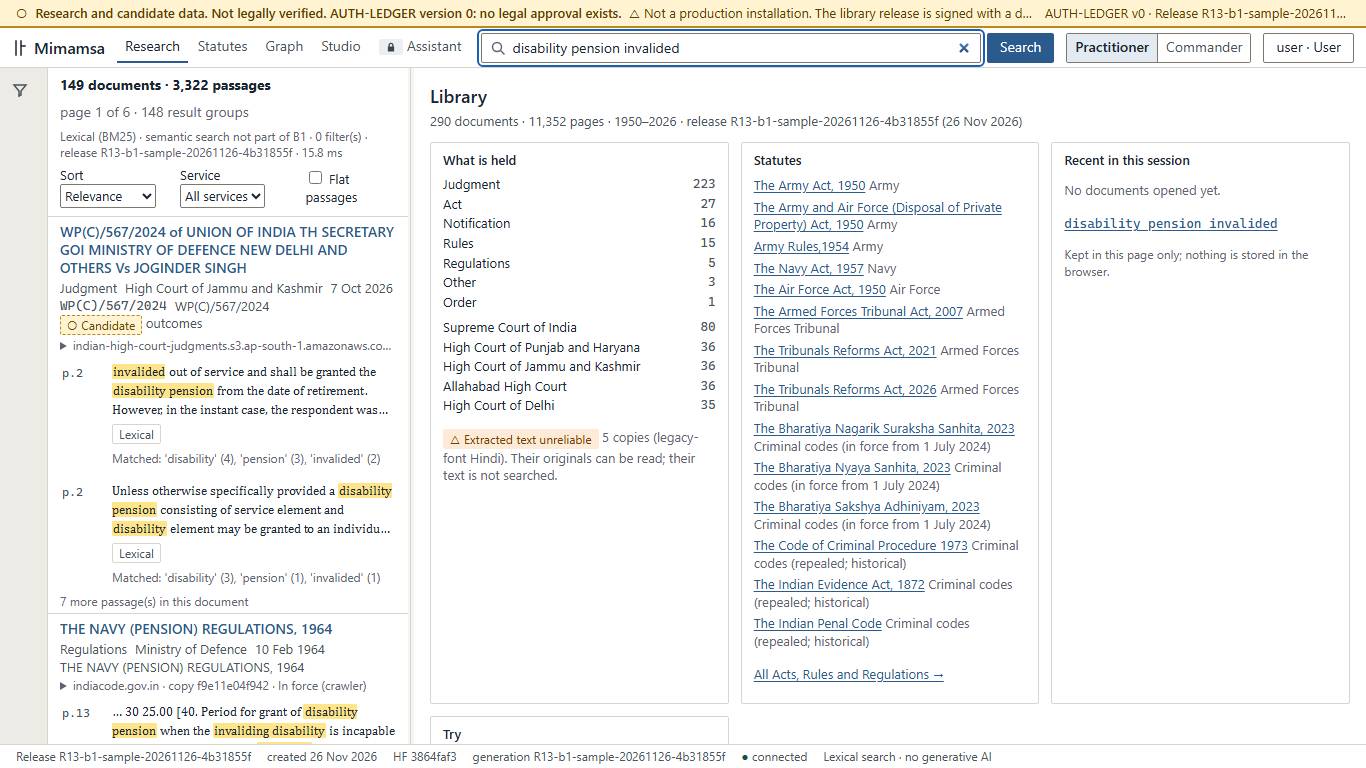 Research and candidate data. Not legally verified. AUTH-LEDGER version 0: no legal approval exists. △ Not a production installation. The library release is signed with a d... AUTH-LEDGER v0 · Release R13-b1-sample-202611...
Mimamsa Research Statutes Graph Studio Assistant disability pension invalided × Search Practitioner Commander user · User
149 documents · 3,322 passages
page 1 of 6 · 148 result groups
Lexical (BM25) · semantic search not part of B1 · 0 filter(s) ·
release R13-b1-sample-20261126-4b31855f · 15.8 ms
Sort Service Flat passages
Relevance All services
WP(C)/567/2024 of UNION OF INDIA TH SECRETARY
GOI MINISTRY OF DEFENCE NEW DELHI AND
OTHERS Vs JOGINDER SINGH
Judgment High Court of Jammu and Kashmir 7 Oct 2026
WP(C)/567/2024 WP(C)/567/2024
Candidate outcomes
indian-high-court-judgments.s3.ap-south-1.amazonaws.co...
p.2 invalided out of service and shall be granted the
disability pension from the date of retirement.
However, in the instant case, the respondent was...
Lexical
Matched: 'disability' (4), 'pension' (3), 'invalided' (2)
p.2 Unless otherwise specifically provided a disability
pension consisting of service element and
disability element may be granted to an individu...
Lexical
Matched: 'disability' (3), 'pension' (1), 'invalided' (1)
7 more passage(s) in this document
THE NAVY (PENSION) REGULATIONS, 1964
Regulations Ministry of Defence 10 Feb 1964
THE NAVY (PENSION) REGULATIONS, 1964
indiacode.gov.in · copy f9e11e04f942 · In force (crawler)
p.13 ... 30 25.00 [40. Period for grant of disability
pension when the invaliding disability is incapable
Library
290 documents · 11,352 pages · 1950–2026 · release R13-b1-sample-20261126-4b31855f (26 Nov 2026)
What is held
Judgment 223
Act 27
Notification 16
Rules 15
Regulations 5
Other 3
Order 1
Supreme Court of India 80
High Court of Punjab and Haryana 36
High Court of Jammu and Kashmir 36
Allahabad High Court 36
High Court of Delhi 35
△ Extracted text unreliable 5 copies (legacy-
font Hindi). Their originals can be read; their
text is not searched.
Statutes
The Army Act, 1950 Army
The Army and Air Force (Disposal of Private
Property) Act, 1950 Army
Army Rules,1954 Army
The Navy Act, 1957 Navy
The Air Force Act, 1950 Air Force
The Armed Forces Tribunal Act, 2007 Armed
Forces Tribunal
The Tribunals Reforms Act, 2021 Armed Forces
Tribunal
The Tribunals Reforms Act, 2026 Armed Forces
Tribunal
The Bharatiya Nagarik Suraksha Sanhita, 2023
Criminal codes (in force from 1 July 2024)
The Bharatiya Nyaya Sanhita, 2023 Criminal
codes (in force from 1 July 2024)
The Bharatiya Sakshya Adhiniyam, 2023
Criminal codes (in force from 1 July 2024)
The Code of Criminal Procedure 1973 Criminal
codes (repealed; historical)
The Indian Evidence Act, 1872 Criminal codes
(repealed; historical)
The Indian Penal Code Criminal codes
(repealed; historical)
All Acts, Rules and Regulations →
Recent in this session
No documents opened yet.
disability pension invalided
Kept in this page only; nothing is stored in the
browser.
Try
Release R13-b1-sample-20261126-4b31855f created 26 Nov 2026 HF 3864faf3 generation R13-b1-sample-20261126-4b31855f ● connected Lexical search · no generative AI